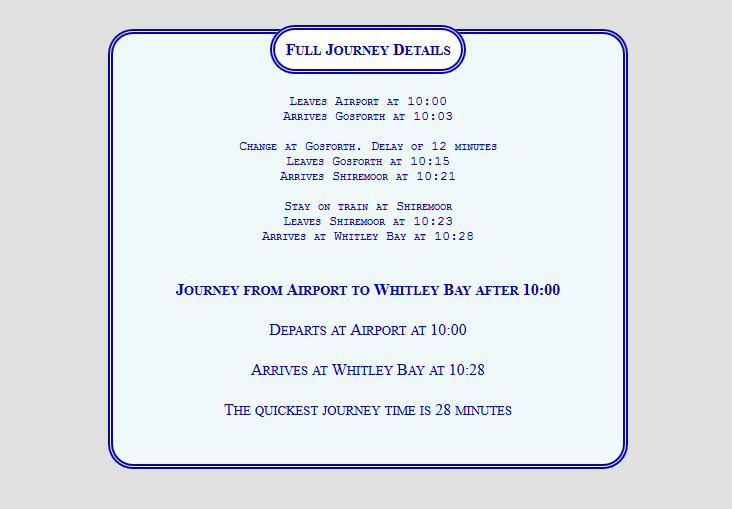 Full Journey Details
Leaves Airport at 10:00
Arrives Gosforth at 10:03
Change at Gosforth. Delay of 12 minutes
Leaves Gosforth at 10:15
Arrives Shiremoor at 10:21
Stay on train at Shiremoor
Leaves Shiremoor at 10:23
Arrives at Whitley Bay at 10:28
Journey from Airport to Whitley Bay after 10:00
Departs at Airport at 10:00
Arrives at Whitley Bay at 10:28
The quickest journey time is 28 minutes